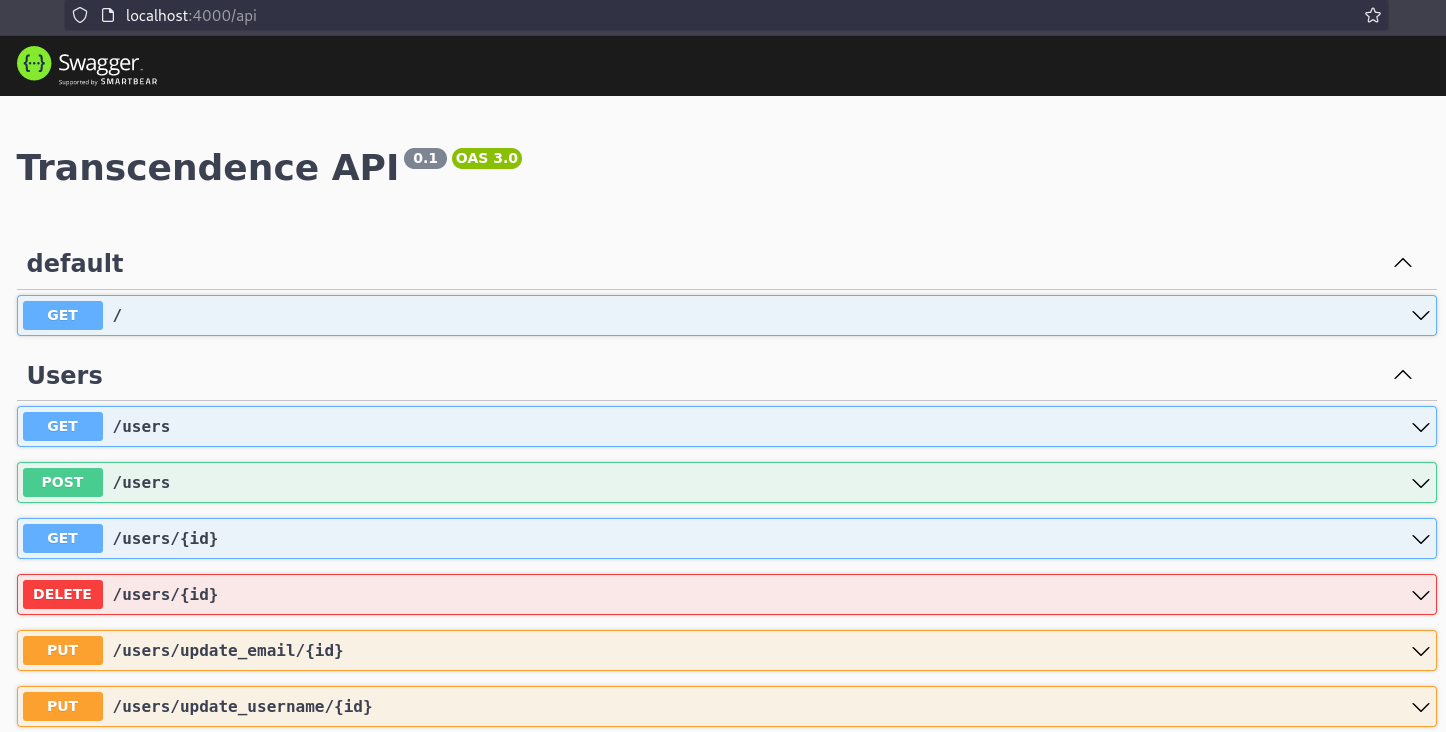 localhost:4000/api
{...} Swagger.
Supported by SMARTBEAR
Transcendence API 0.1 OAS 3.0
default
GET /
Users
GET /users
POST /users
GET /users/{id}
DELETE /users/{id}
PUT /users/update_email/{id}
PUT /users/update_username/{id}